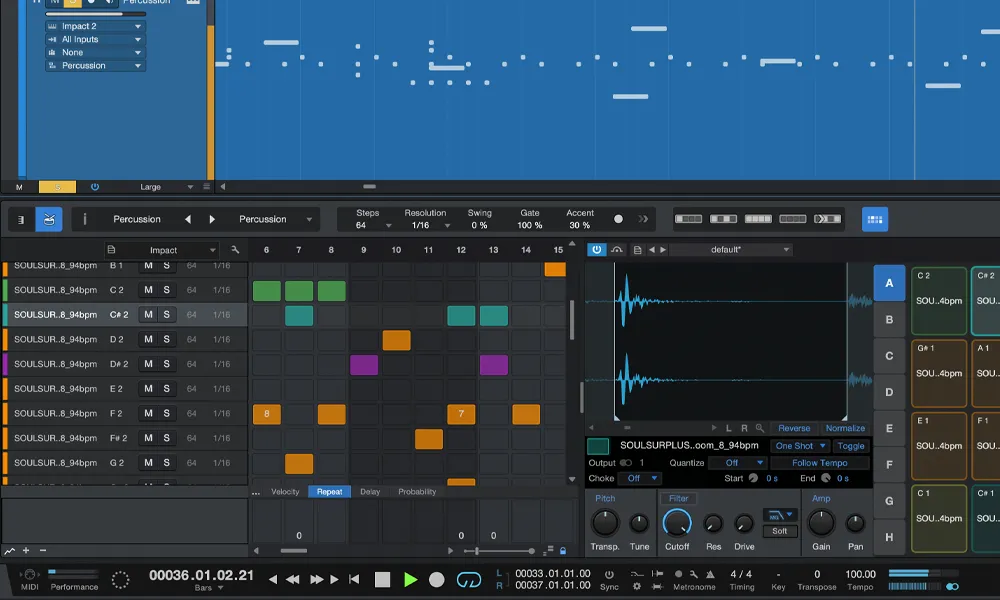 M S Percussion
Impact 2
All Inputs
None
Percussion
M S Large
i Percussion Percussion
Steps Resolution Swing Gate Accent
64 1/16 0 % 100 % 30 %
Impact 6 7 8 9 10 11 12 13 14 15
SOULSUR..8_94bpm B 1 M S 64 1/16
SOULSUR..8_94bpm C 2 M S 64 1/16
SOULSUR..8_94bpm C# 2 M S 64 1/16
SOULSUR..8_94bpm D 2 M S 64 1/16
SOULSUR..8_94bpm D# 2 M S 64 1/16
SOULSUR..8_94bpm E 2 M S 64 1/16
SOULSUR..8_94bpm F 2 M S 64 1/16 8 7
SOULSUR..8_94bpm F# 2 M S 64 1/16
SOULSUR..8_94bpm G 2 M S 64 1/16
... Velocity Repeat Delay Probability
0 0 0
default*
L R Reverse Normalize
SOULSURPLUS..oom_8_94bpm One Shot Toggle
Output 1 Quantize Off Follow Tempo
Choke Off Start 0 s End 0 s
Pitch Filter Amp
Soft
Transp. Tune Cutoff Res Drive Gain Pan
A
B
C
D
E
F
G
H
C 2 C# 2
SOU..4bpm SOU..
G# 1 A 1
SOU..4bpm SOU..
E 1 F 1
SOU..4bpm SOU..
C 1 C# 1
SOU..4bpm SOU..
MIDI Performance
00036.01.02.21
Bars
L 00033.01.01.00
R 00037.01.01.00
Sync Metronome
4 / 4 - 0 100.00
Timing Key Transpose Tempo